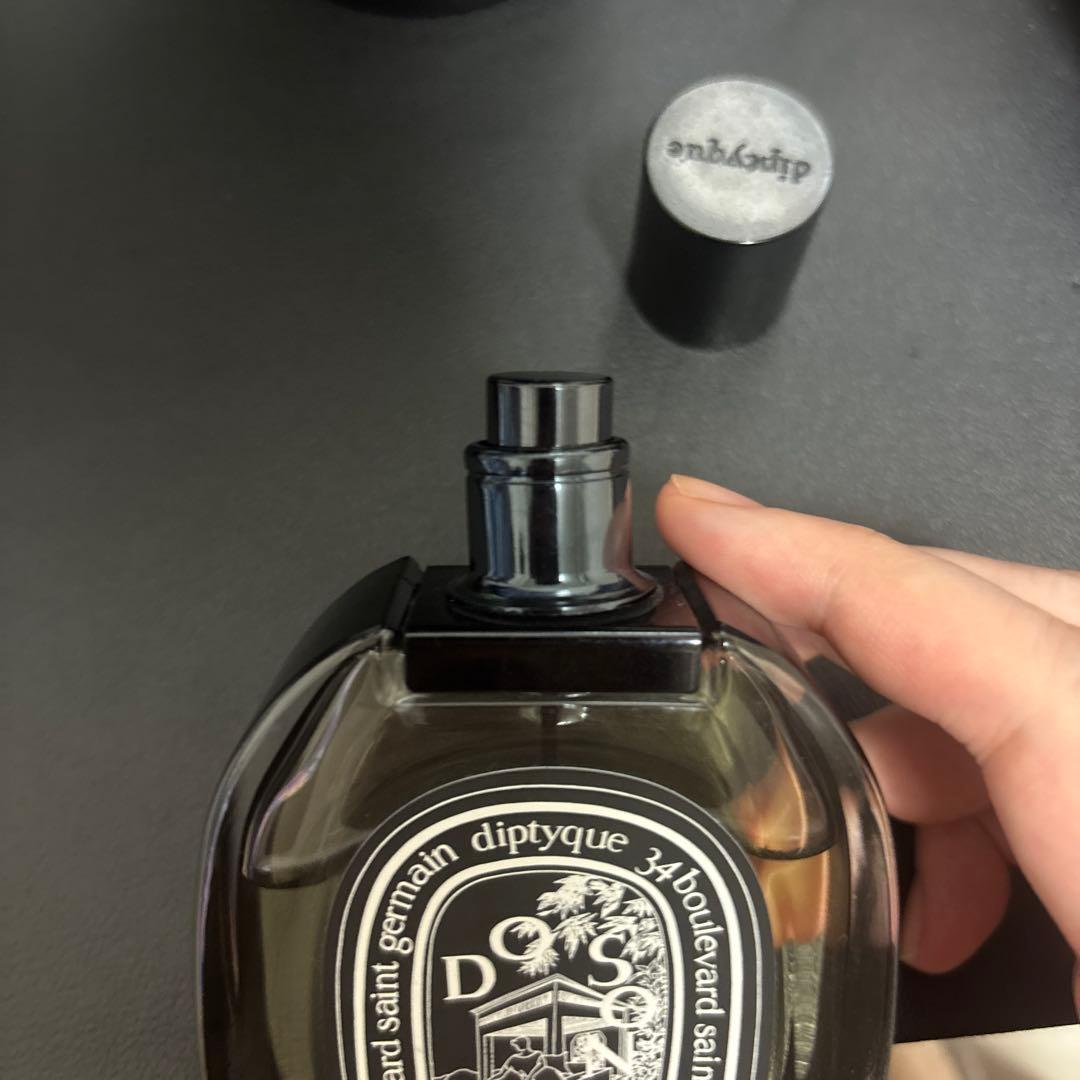 diptyque
diptyque 34 boulevard sain
ard saint germain
DO SON